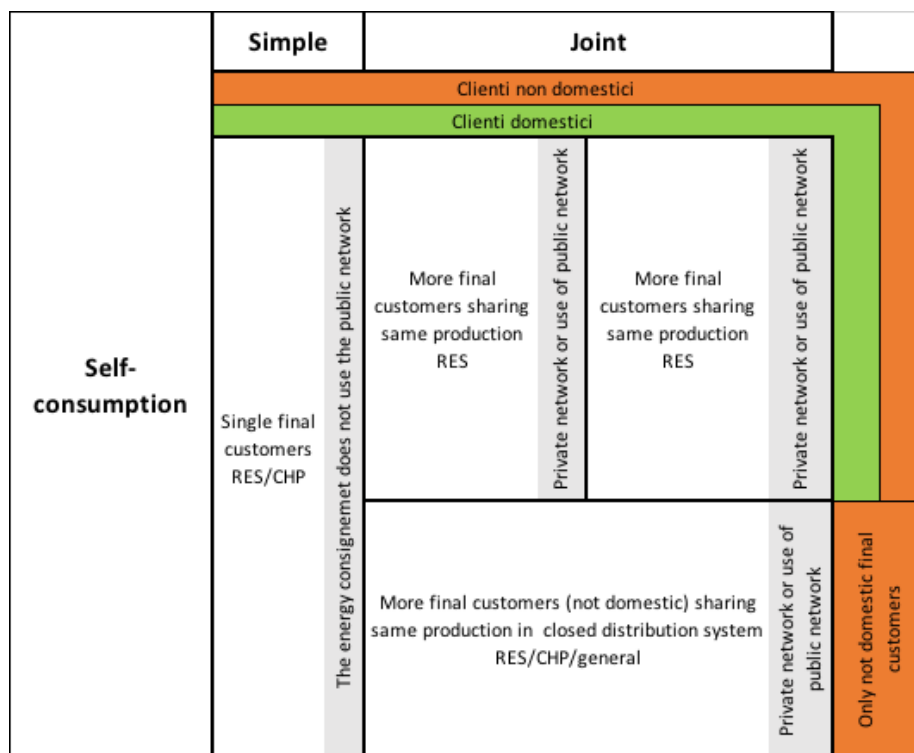 Simple
Joint
Clienti non domestici
Clienti domestici
Self-
consumption
Single final
customers
RES/CHP
The energy consignemet does not use the public network
More final
customers sharing
same production
RES
Private network or use of public network
More final
customers sharing
same production
RES
Private network or use of public network
More final customers (not domestic) sharing
same production in closed distribution system
RES/CHP/general
Private network or use of
public network
Only not domestic final
customers